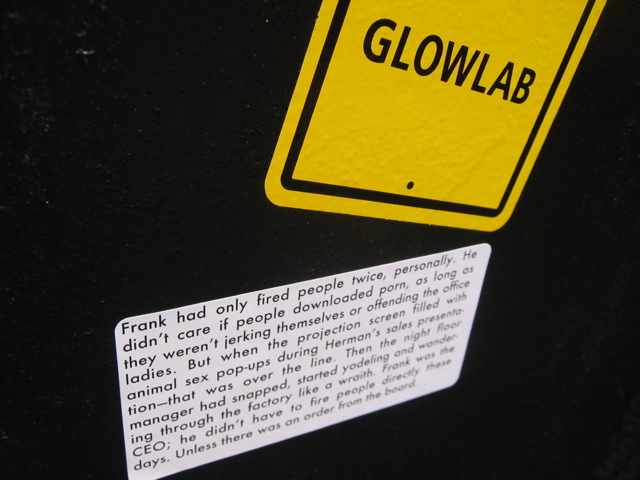 GLOWLAB
Frank had only fired people twice, personally. He
didn't care if people downloaded porn, as long as
they weren't jerking themselves or offending the office
ladies. But when the projection screen filled with
animal sex pop-ups during Herman's sales presenta-
tion—that was over the line. Then the night floor
manager had snapped, started yodeling and wander-
ing through the factory like a wraith. Frank was the
CEO; he didn't have to fire people directly these
days. Unless there was an order from the board.